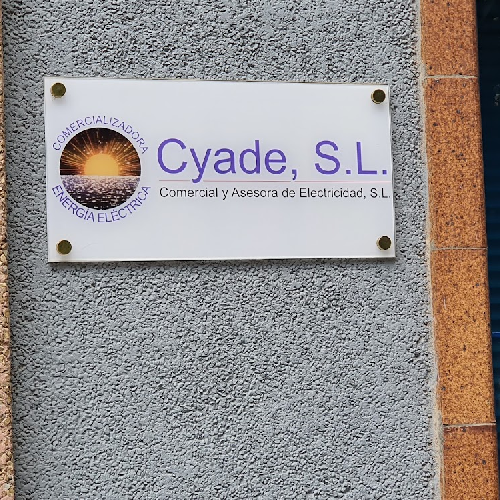 COMERCIALIZADORA
ENERGÍA ELÉCTRICA
Cyade, S.L.
Comercial y Asesora de Electricidad, S.L.